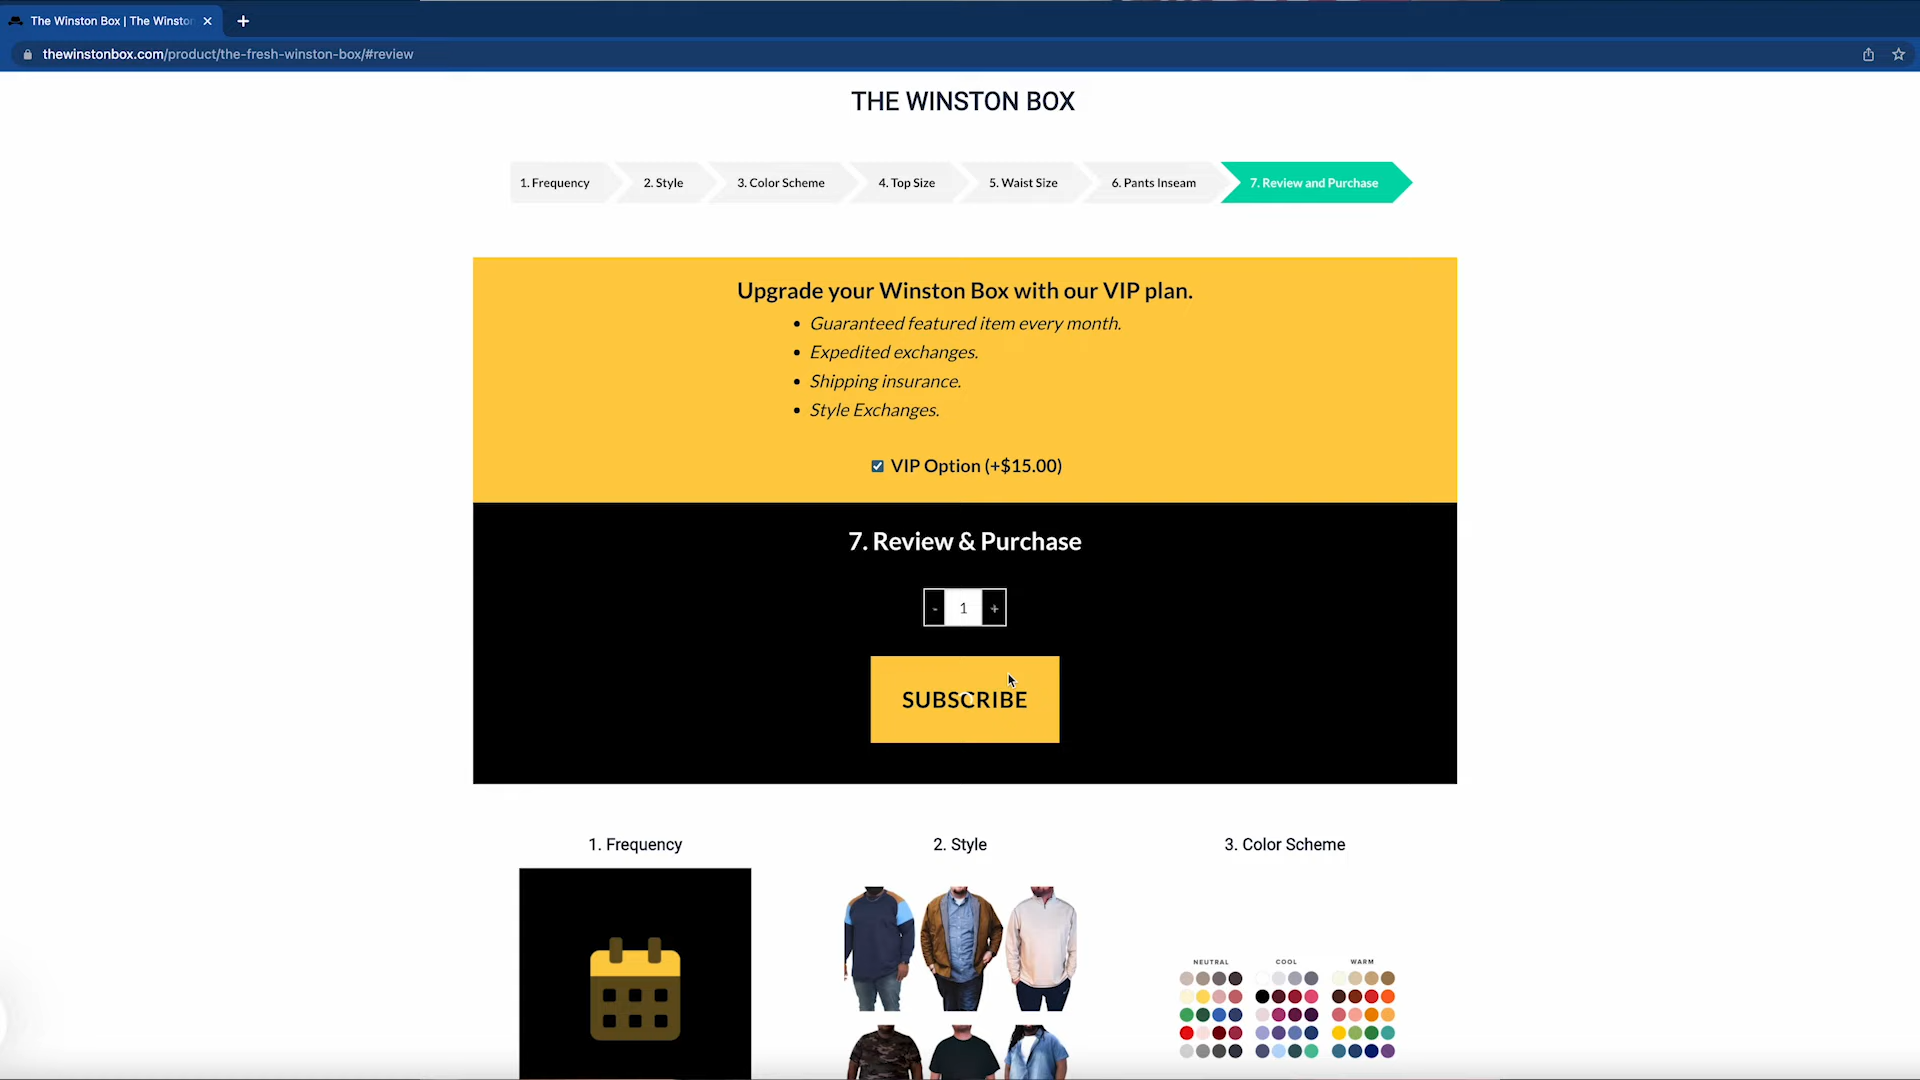 The Winston Box | The Winsto
thewinstonbox.com/product/the-fresh-winston-box/#review
THE WINSTON BOX
1. Frequency
2. Style
3. Color Scheme
4. Top Size
5. Waist Size
6. Pants Inseam
7. Review and Purchase
Upgrade your Winston Box with our VIP plan.
• Guaranteed featured item every month.
• Expedited exchanges.
• Shipping insurance.
• Style Exchanges.
VIP Option (+$15.00)
7. Review & Purchase
- 1 +
SUBSCRIBE
1. Frequency
2. Style
3. Color Scheme
NEUTRAL
COOL
WARM